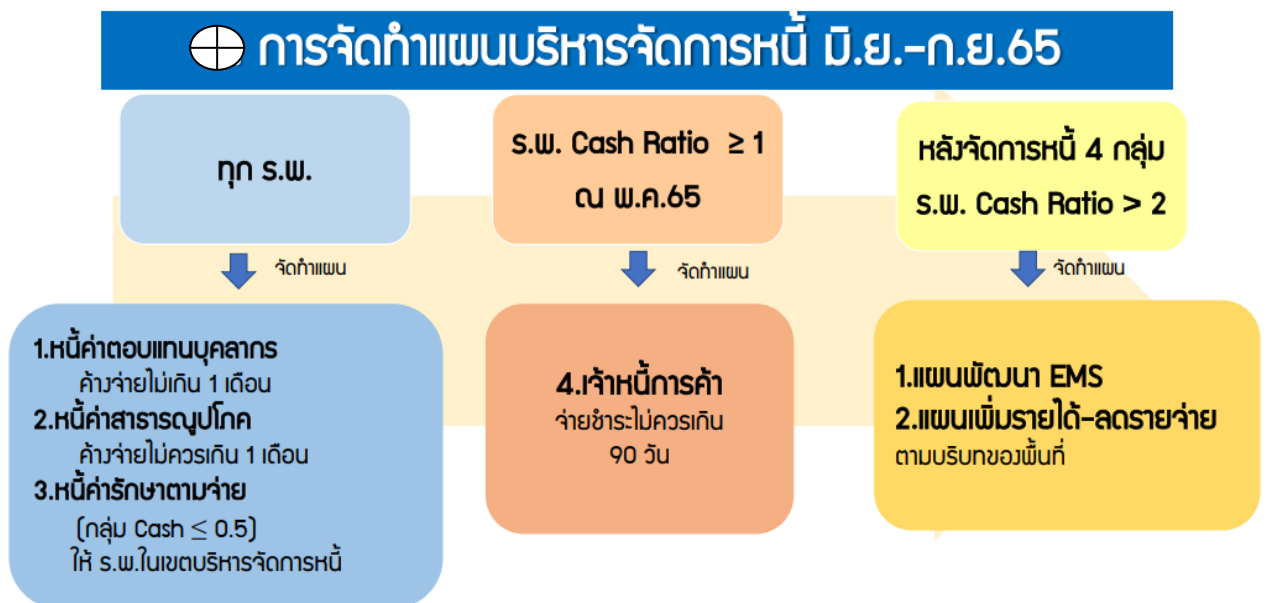 การจัดทำแผนบริหารจัดการหนี้ มิ.ย.-ก.ย.65
ทุก ร.พ.
จัดทำแผน
1.หนี้ค่าตอบแทนบุคลากร
ค้างจ่ายไม่เกิน 1 เดือน
2.หนี้ค่าสาธารณูปโภค
ค้างจ่ายไม่ควรเกิน 1 เดือน
3.หนี้ค่ารักษาตามจ่าย
(กลุ่ม Cash ≤ 0.5)
ให้ ร.พ.ในเขตบริหารจัดการหนี้
ร.พ. Cash Ratio ≥ 1
ณ พ.ค.65
จัดทำแผน
4.เจ้าหนี้การค้า
จ่ายชำระไม่ควรเกิน
90 วัน
หลังจัดการหนี้ 4 กลุ่ม
ร.พ. Cash Ratio > 2
จัดทำแผน
1.แผนพัฒนา EMS
2.แผนเพิ่มรายได้-ลดรายจ่าย
ตามบริบทของพื้นที่